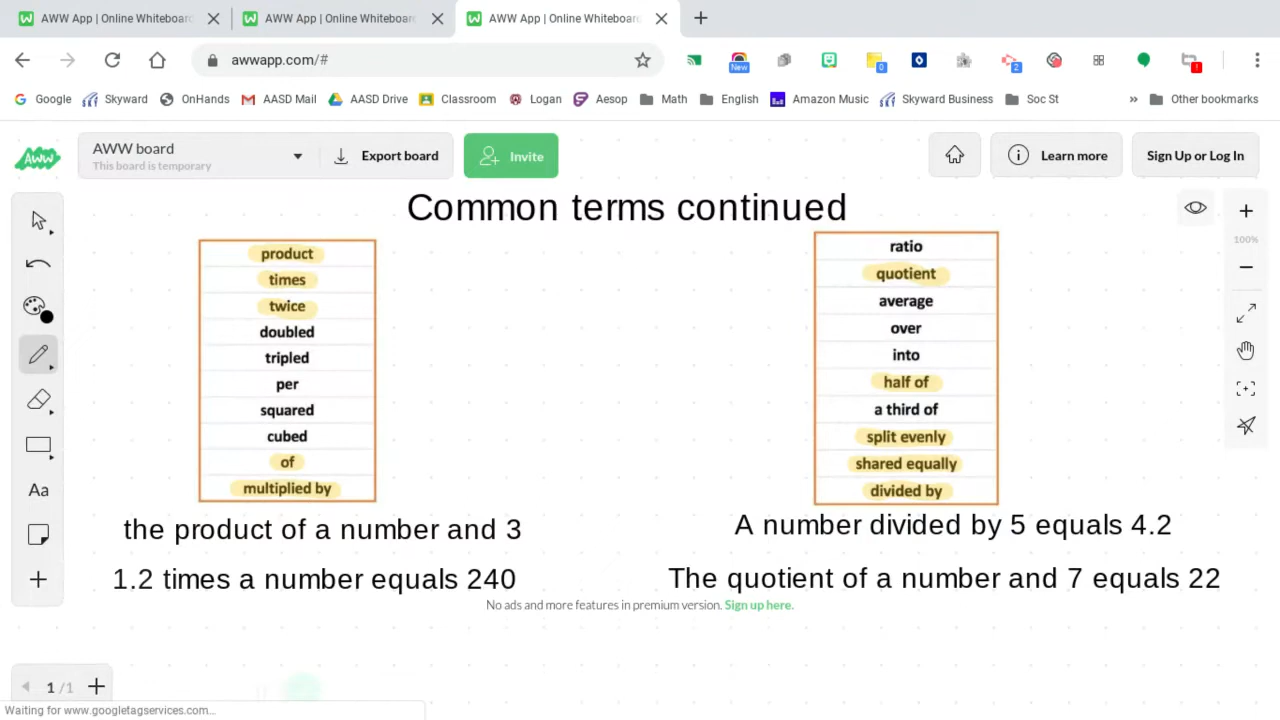 AWW App | Online Whiteboard
AWW App | Online Whiteboard
AWW App | Online Whiteboard
awwapp.com/#
New
0
2
!
Google
Skyward
OnHands
AASD Mail
AASD Drive
Classroom
Logan
Aesop
Math
English
Amazon Music
Skyward Business
Soc St
»
Other bookmarks
AWW
AWW board
This board is temporary
Export board
Invite
Learn more
Sign Up or Log In
Common terms continued
100%
product
times
twice
doubled
tripled
per
squared
cubed
of
multiplied by
ratio
quotient
average
over
into
half of
a third of
split evenly
shared equally
divided by
Aa
the product of a number and 3
A number divided by 5 equals 4.2
1.2 times a number equals 240
The quotient of a number and 7 equals 22
No ads and more features in premium version. Sign up here.
1 /1
Waiting for www.googletagservices.com...